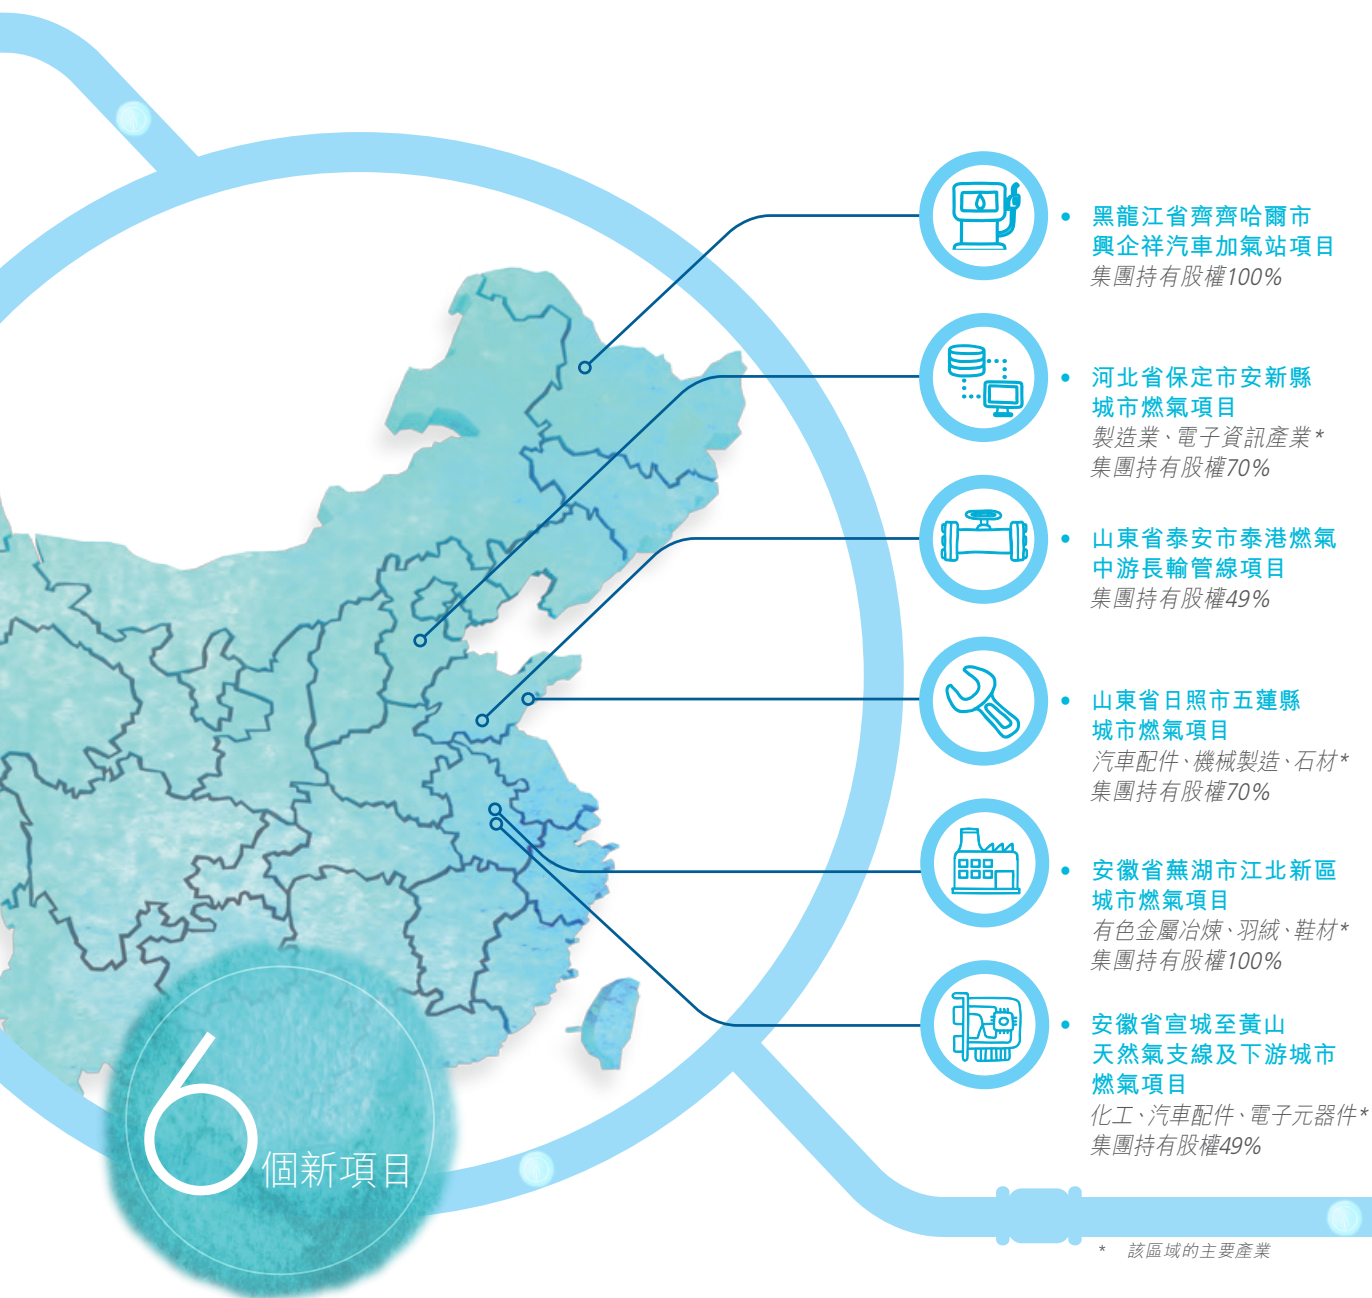 黑龍江省齊齊哈爾市
興企祥汽車加氣站項目
集團持有股權100%
河北省保定市安新縣
城市燃氣項目
製造業、電子資訊產業*
集團持有股權70%
山東省泰安市泰港燃氣
中游長輸管線項目
集團持有股權49%
山東省日照市五蓮縣
城市燃氣項目
汽車配件、機械製造、石材*
集團持有股權70%
安徽省蕪湖市江北新區
城市燃氣項目
有色金屬冶煉、羽絨、鞋材*
集團持有股權100%
安徽省宣城至黃山
天然氣支線及下游城市
燃氣項目
化工、汽車配件、電子元器件*
集團持有股權49%
6個新項目
* 該區域的主要產業